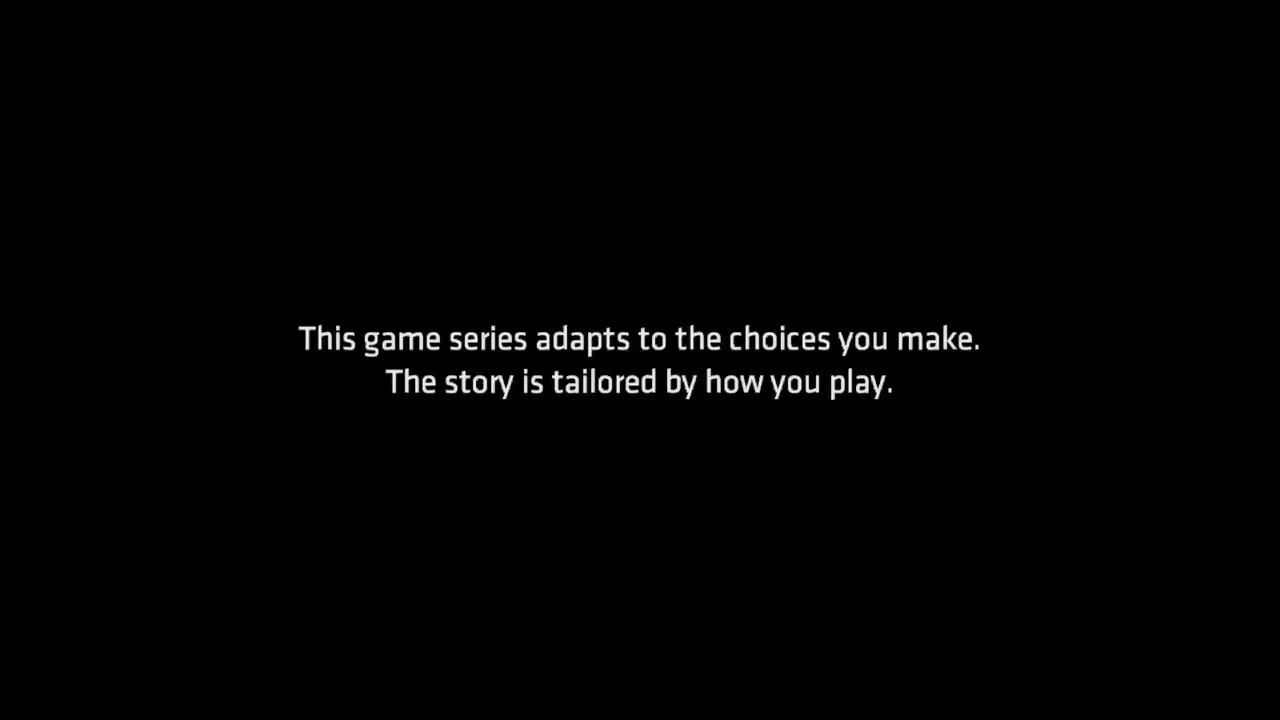 This game series adapts to the choices you make.
The story is tailored by how you play.